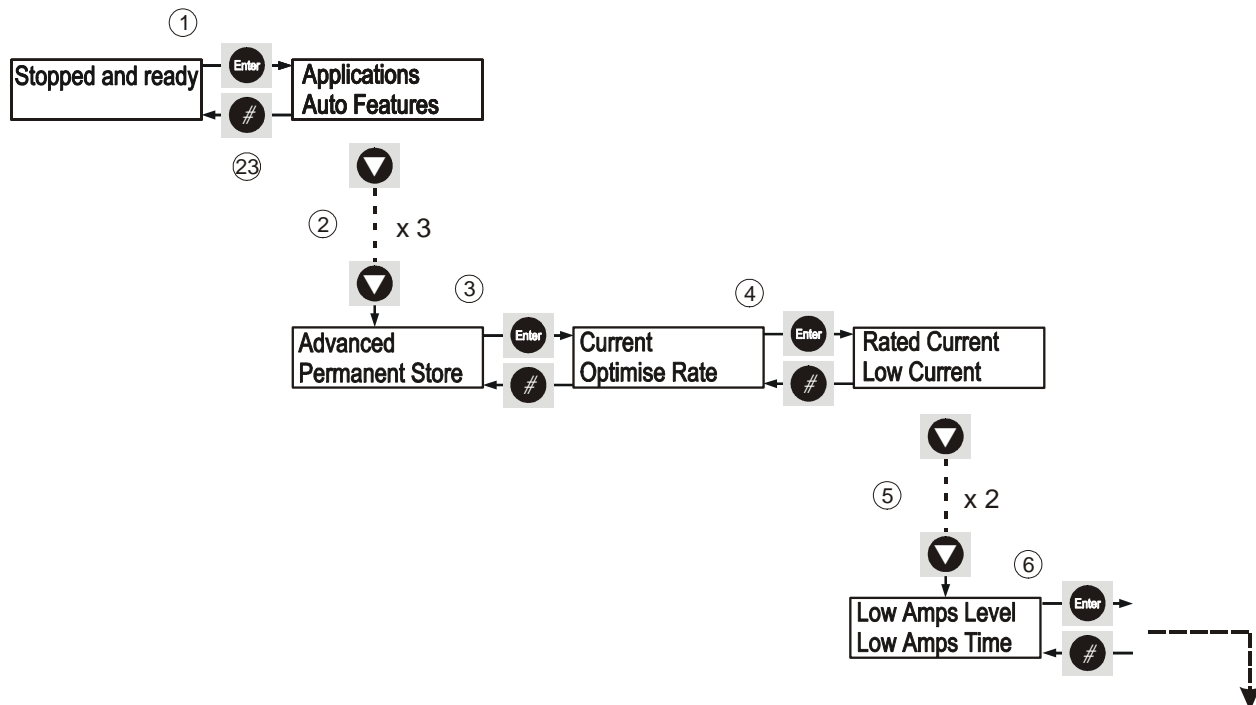 1
Stopped and ready
Enter
#
Applications
Auto Features
23
2
x 3
3
Advanced
Permanent Store
Enter
#
Current
Optimise Rate
4
Enter
#
Rated Current
Low Current
5
x 2
6
Low Amps Level
Low Amps Time
Enter
#